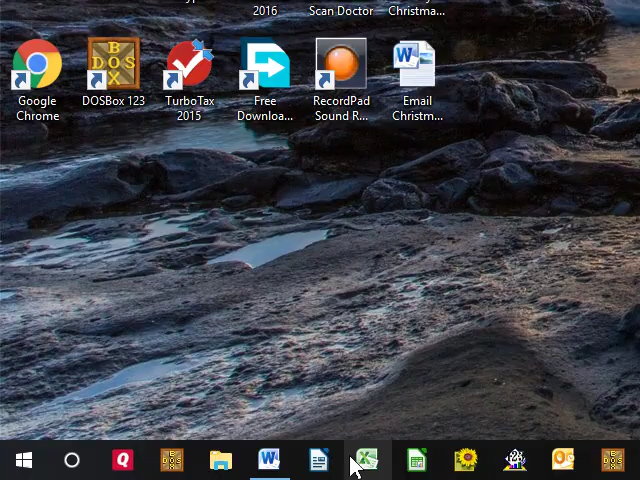 2016
Scan Doctor
Christma...
Google
Chrome
DOSBox 123
TurboTax
2015
Free
Downloa...
RecordPad
Sound R...
Email
Christm...